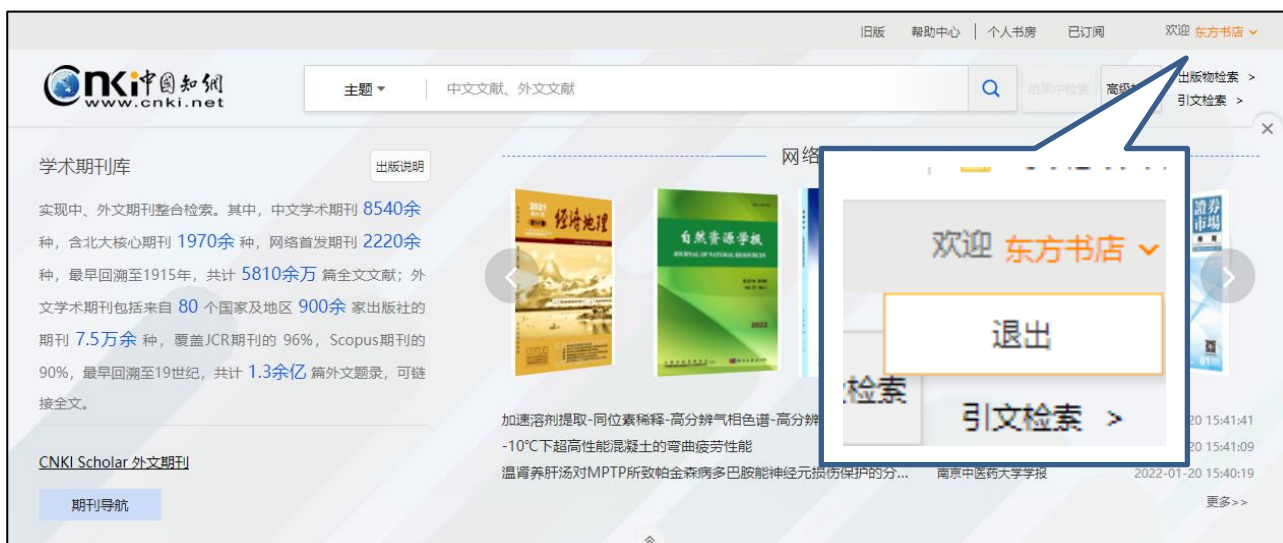 旧版 帮助中心 个人书房 已订阅 欢迎 东方书店
Cnki中国知网
www.cnki.net
主题 中文文献、外文文献 结果中检索 高级
出版物检索 >
引文检索 >
学术期刊库 出版说明
实现中、外文期刊整合检索。其中，中文学术期刊 8540余
种，含北大核心期刊 1970余 种，网络首发期刊 2220余
种，最早回溯至1915年，共计 5810余万 篇全文文献；外
文学术期刊包括来自 80 个国家及地区 900余 家出版社的
期刊 7.5万余 种，覆盖JCR期刊的 96%，Scopus期刊的
90%，最早回溯至19世纪，共计 1.3余亿 篇外文题录，可链
接全文。
CNKI Scholar 外文期刊
期刊导航
网络
2021
经济地理
自然资源学报
JOURNAL OF NATURAL RESOURCES
2022
證券
市場
加速溶剂提取-同位素稀释-高分辨气相色谱-高分辨
20 15:41:41
-10℃下超高性能混凝土的弯曲疲劳性能
20 15:41:09
温肾养肝汤对MPTP所致帕金森病多巴胺能神经元损伤保护的分... 南京中医药大学学报 2022-01-20 15:40:19
更多>>
欢迎 东方书店
退出
检索
引文检索 >